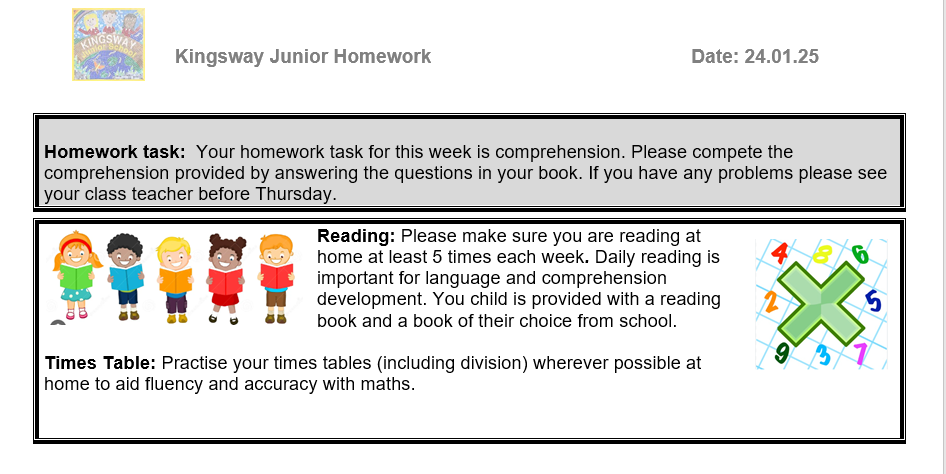 KINGSWAY
Junior School
Kingsway Junior Homework Date: 24.01.25
Homework task: Your homework task for this week is comprehension. Please compete the
comprehension provided by answering the questions in your book. If you have any problems please see
your class teacher before Thursday.
Reading: Please make sure you are reading at
home at least 5 times each week. Daily reading is
important for language and comprehension
development. You child is provided with a reading
book and a book of their choice from school.
4 8 6
2 5
9 3 7
Times Table: Practise your times tables (including division) wherever possible at
home to aid fluency and accuracy with maths.